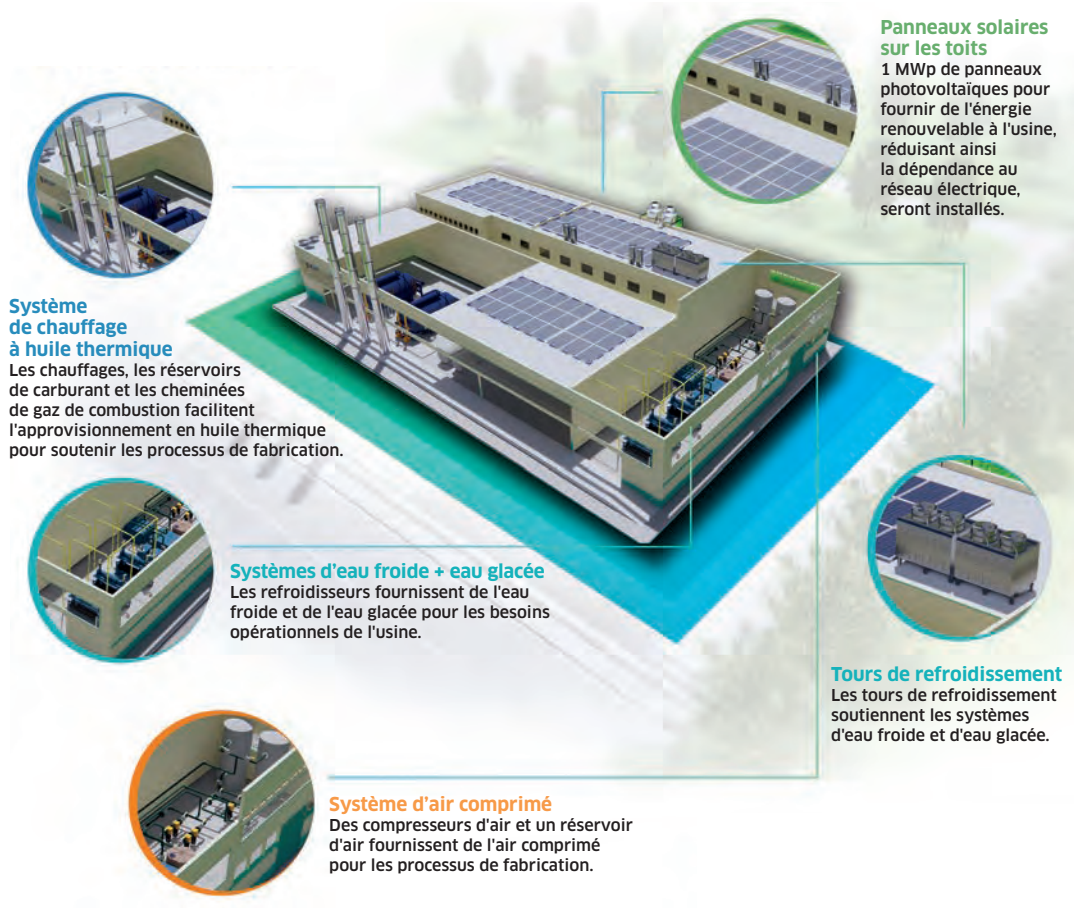 Panneaux solaires
sur les toits
1 MWp de panneaux
photovoltaïques pour
fournir de l'énergie
renouvelable à l'usine,
réduisant ainsi
la dépendance au
réseau électrique,
seront installés.
Système
de chauffage
à huile thermique
Les chauffages, les réservoirs
de carburant et les cheminées
de gaz de combustion facilitent
l'approvisionnement en huile thermique
pour soutenir les processus de fabrication.
Systèmes d'eau froide + eau glacée
Les refroidisseurs fournissent de l'eau
froide et de l'eau glacée pour les besoins
opérationnels de l'usine.
Tours de refroidissement
Les tours de refroidissement
soutiennent les systèmes
d'eau froide et d'eau glacée.
Système d'air comprimé
Des compresseurs d'air et un réservoir
d'air fournissent de l'air comprimé
pour les processus de fabrication.